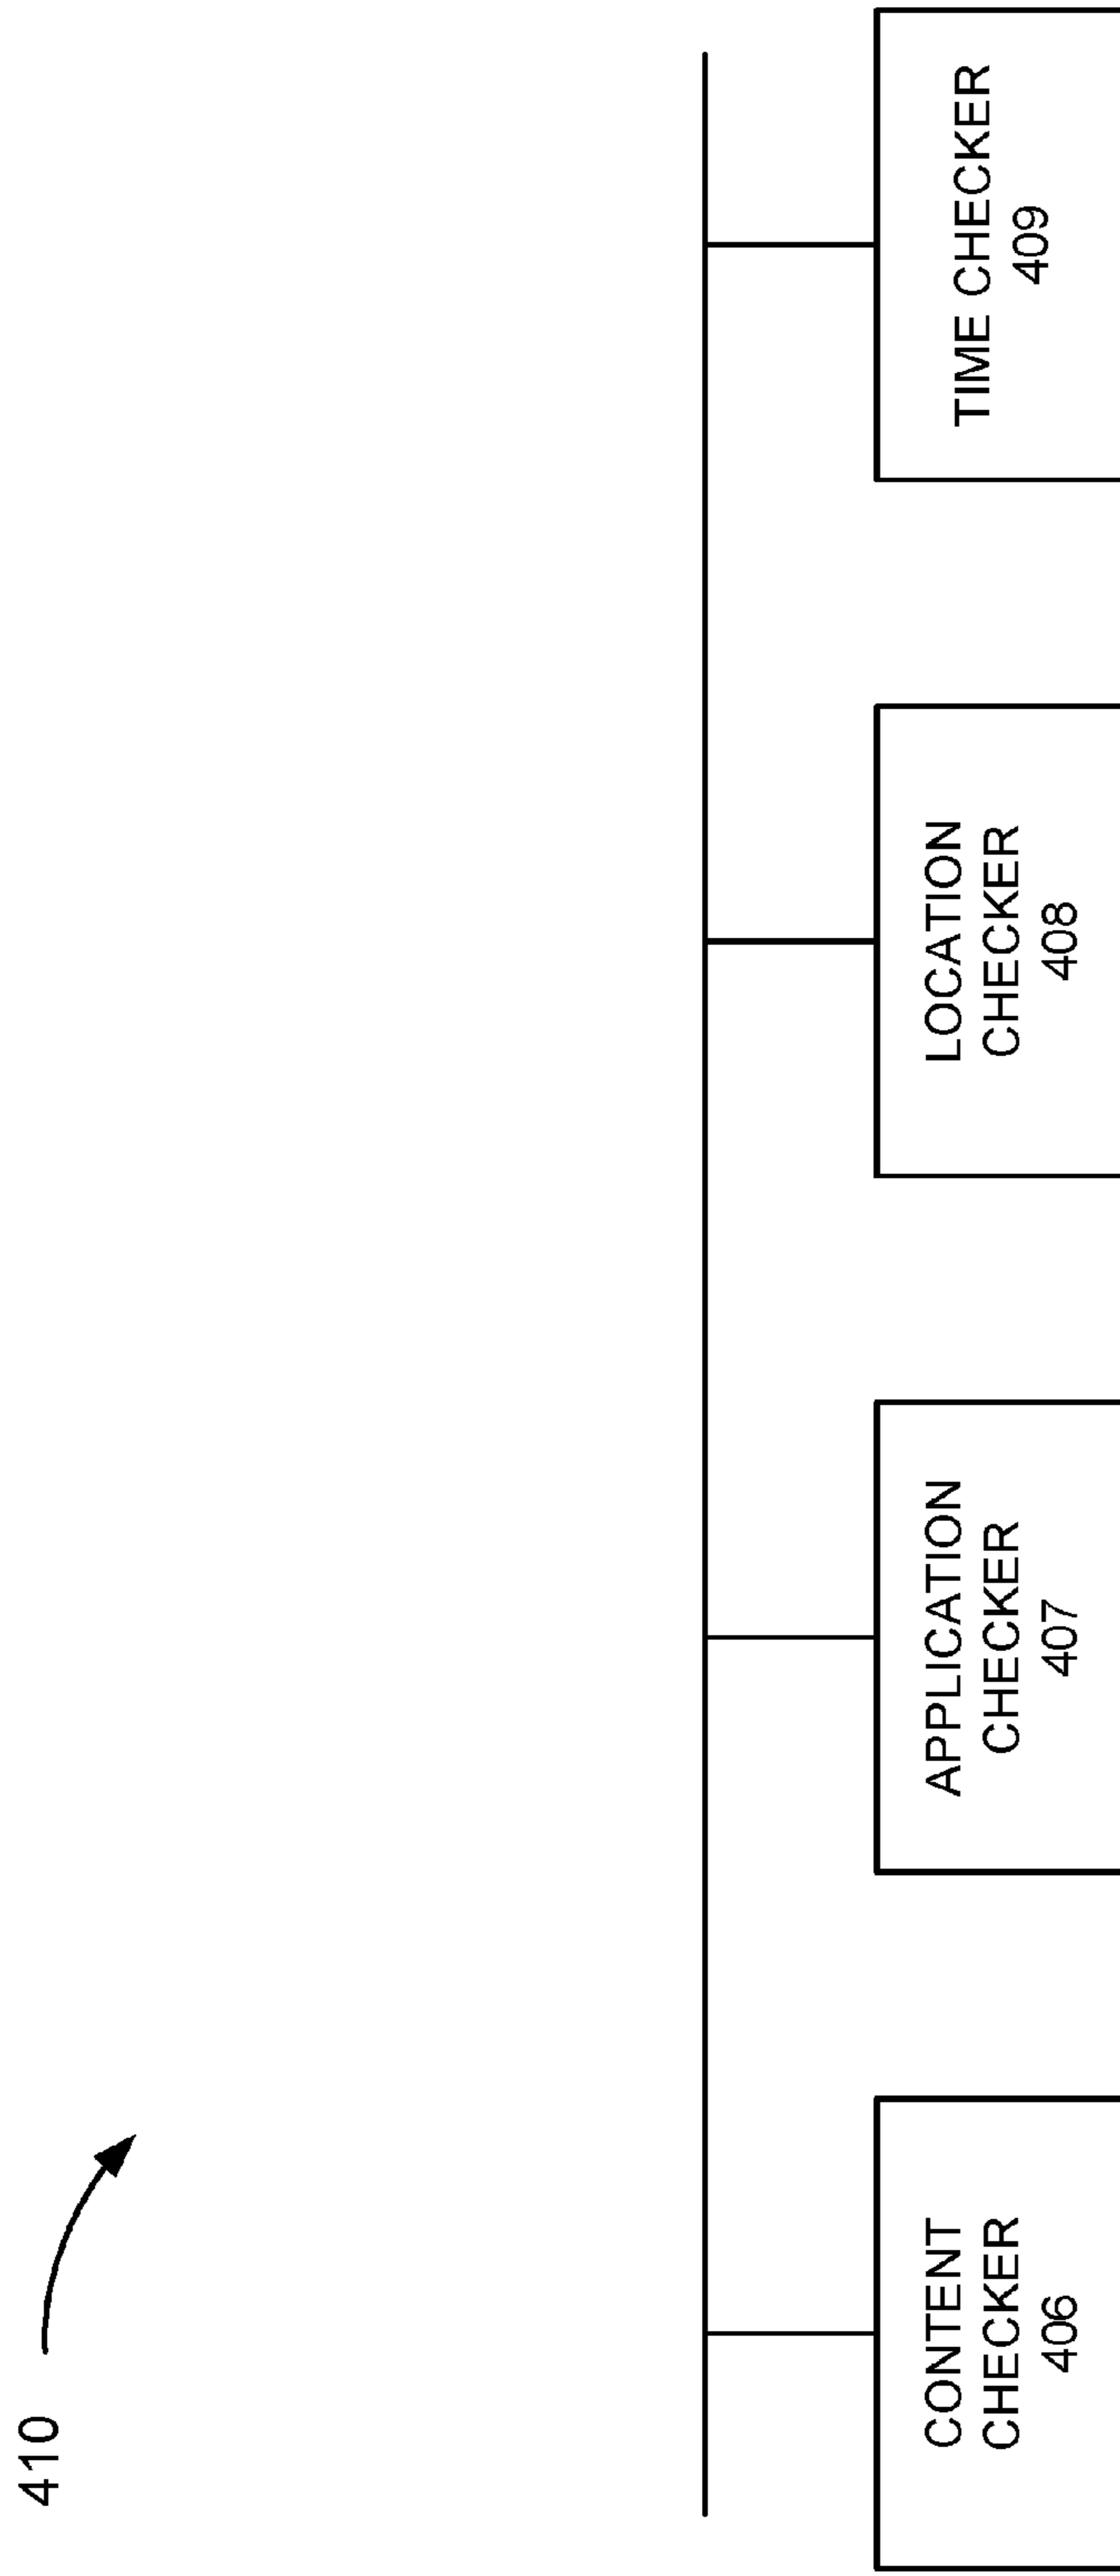 410
CONTENT
CHECKER
406
APPLICATION
CHECKER
407
LOCATION
CHECKER
408
TIME CHECKER
409